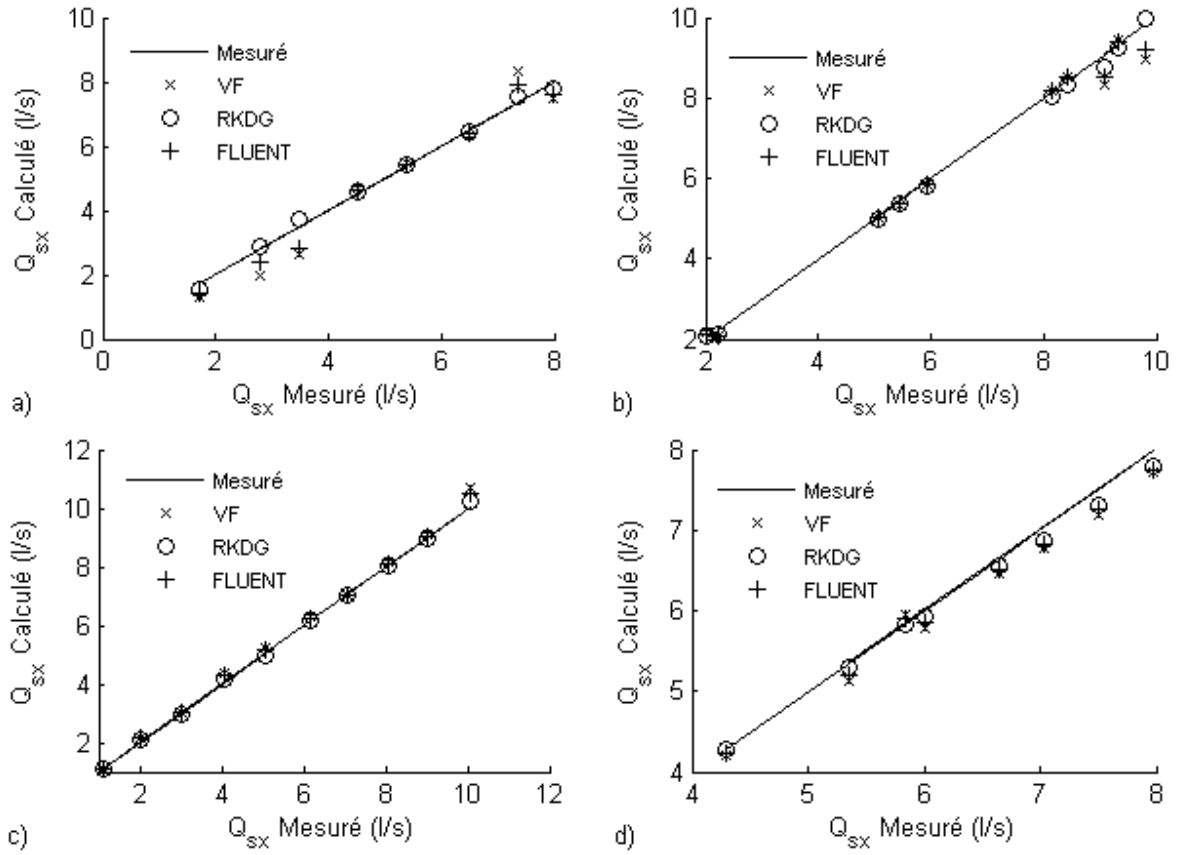 10
8
6
4
2
0
Q_sx Calculé (l/s)
Mesuré
VF
RKDG
FLUENT
0 2 4 6 8
Q_sx Mesuré (l/s)
a)
10
8
6
4
2
Q_sx Calculé (l/s)
Mesuré
VF
RKDG
FLUENT
2 4 6 8 10
Q_sx Mesuré (l/s)
b)
12
10
8
6
4
2
Q_sx Calculé (l/s)
Mesuré
VF
RKDG
FLUENT
2 4 6 8 10 12
Q_sx Mesuré (l/s)
c)
8
7
6
5
4
Q_sx Calculé (l/s)
Mesuré
VF
RKDG
FLUENT
4 5 6 7 8
Q_sx Mesuré (l/s)
d)